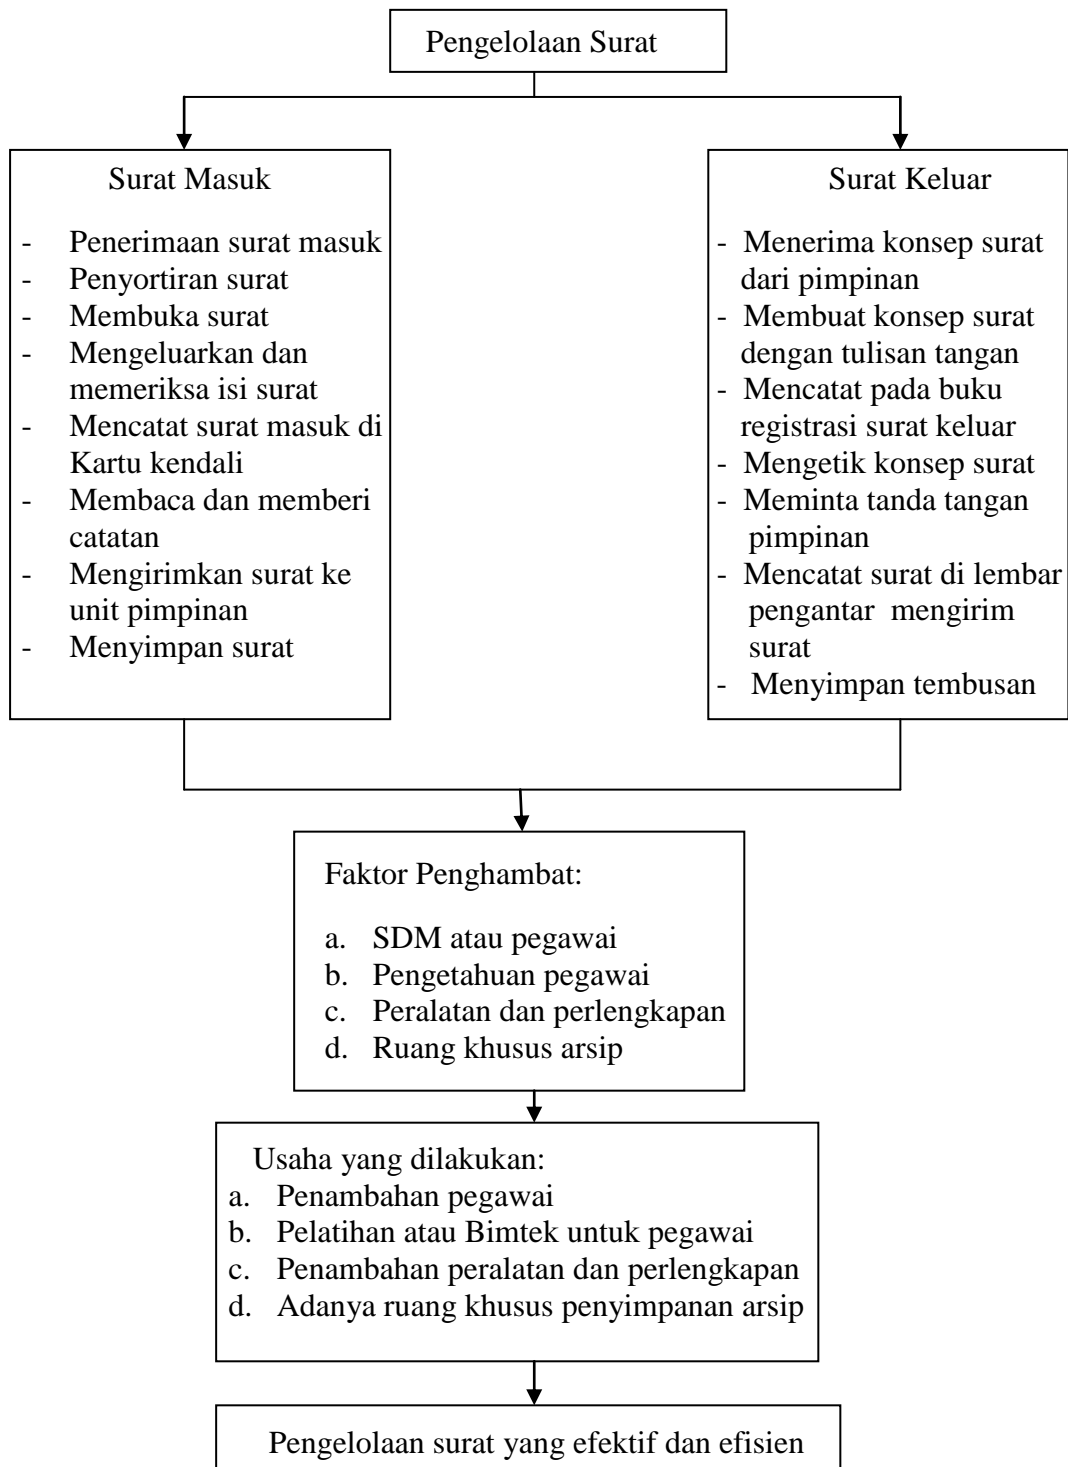 Pengelolaan Surat
Surat Masuk
- Penerimaan surat masuk
- Penyortiran surat
- Membuka surat
- Mengeluarkan dan
memeriksa isi surat
- Mencatat surat masuk di
Kartu kendali
- Membaca dan memberi
catatan
- Mengirimkan surat ke
unit pimpinan
- Menyimpan surat
Surat Keluar
- Menerima konsep surat
dari pimpinan
- Membuat konsep surat
dengan tulisan tangan
- Mencatat pada buku
registrasi surat keluar
- Mengetik konsep surat
- Meminta tanda tangan
pimpinan
- Mencatat surat di lembar
pengantar mengirim
surat
- Menyimpan tembusan
Faktor Penghambat:
a. SDM atau pegawai
b. Pengetahuan pegawai
c. Peralatan dan perlengkapan
d. Ruang khusus arsip
Usaha yang dilakukan:
a. Penambahan pegawai
b. Pelatihan atau Bimtek untuk pegawai
c. Penambahan peralatan dan perlengkapan
d. Adanya ruang khusus penyimpanan arsip
Pengelolaan surat yang efektif dan efisien